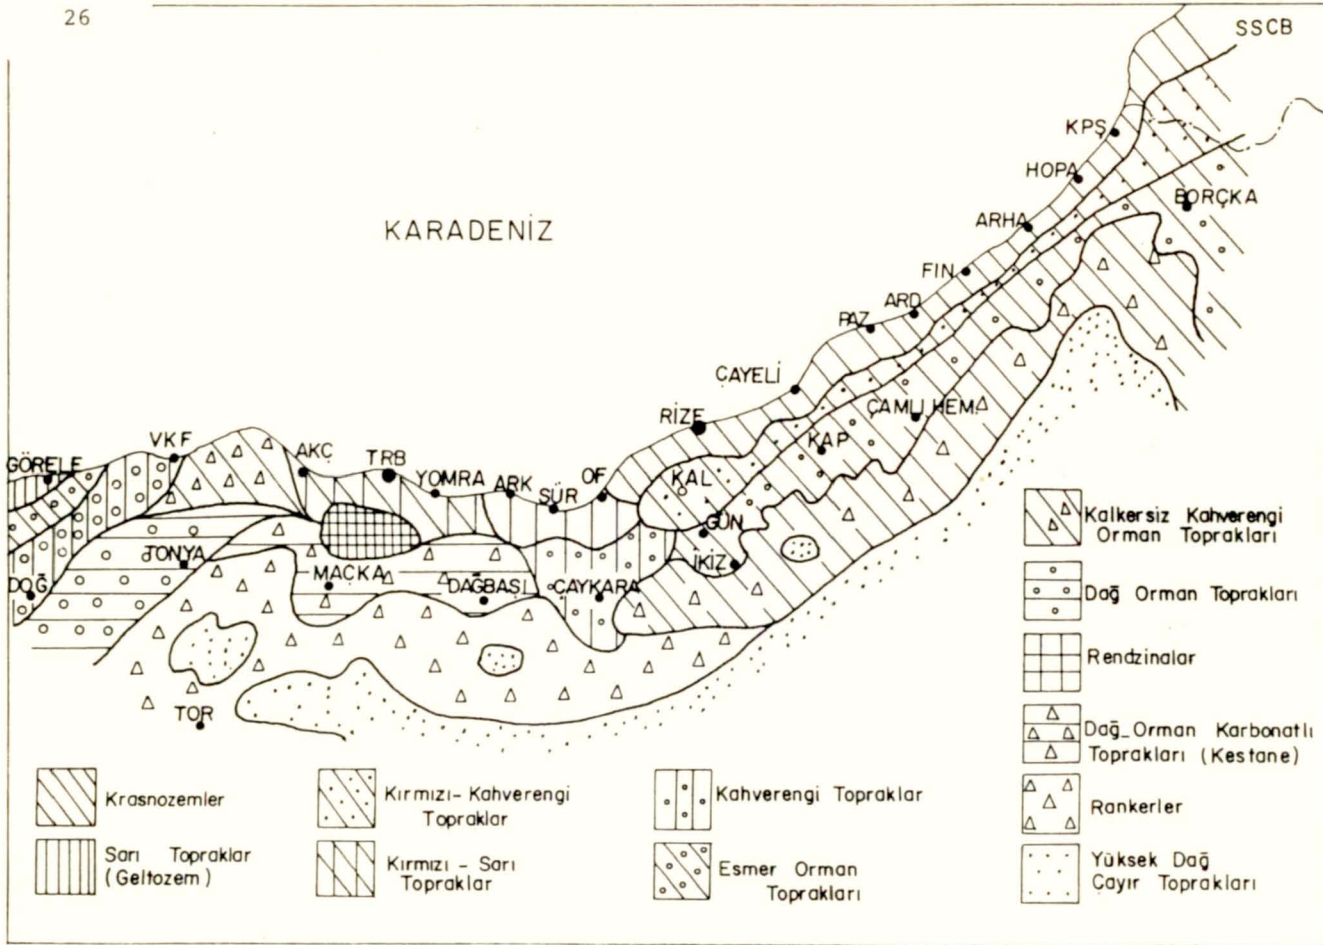 26
SSCB
KPŞ
HOPA
BORÇKA
ARHA
KARADENİZ
FIN
ARD
PAZ
ÇAYELİ
ÇAMLI HEM.
RİZE
VKF
AKÇ
TRB
KAP
GÖRELE
YOMRA
ARK
SÜR
OF
KAL
GÜN
TONYA
İKİZ
DOĞ
MAÇKA
DAĞBAŞI
ÇAYKARA
TOR
Kalkersiz Kahverengi
Orman Toprakları
Dağ Orman Toprakları
Rendzinalar
Dağ_Orman Karbonatlı
Toprakları (Kestane)
Rankerler
Yüksek Dağ
Çayır Toprakları
Krasnozemler
Sarı Topraklar
(Geltozem)
Kırmızı-Kahverengi
Topraklar
Kırmızı - Sarı
Topraklar
Kahverengi Topraklar
Esmer Orman
Toprakları